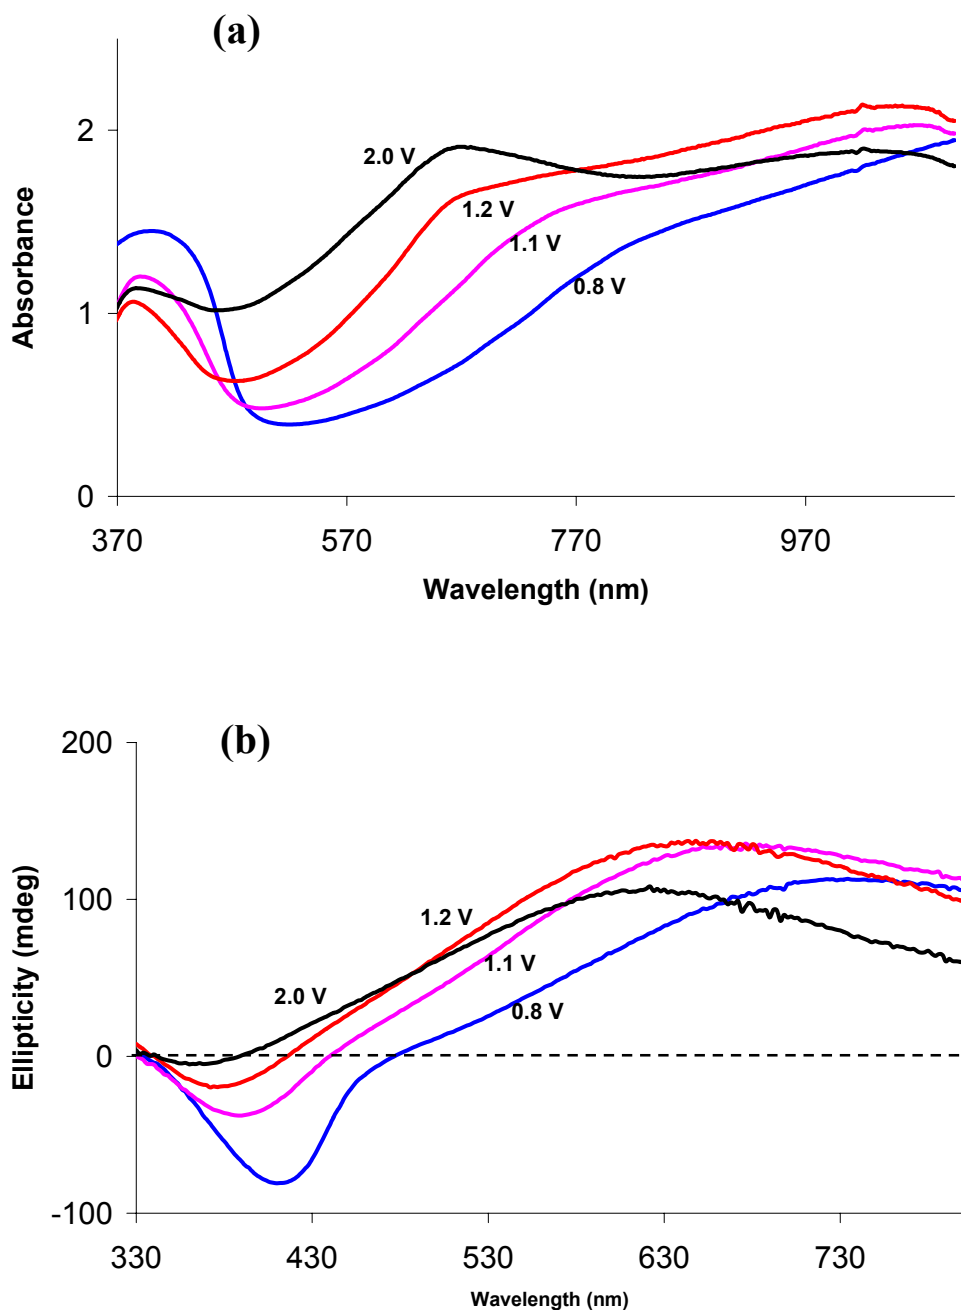 (a)
2
1
0
Absorbance
2.0 V
1.2 V
1.1 V
0.8 V
370 570 770 970
Wavelength (nm)
(b)
200
100
0
-100
Ellipticity (mdeg)
1.2 V
1.1 V
2.0 V
0.8 V
330 430 530 630 730
Wavelength (nm)